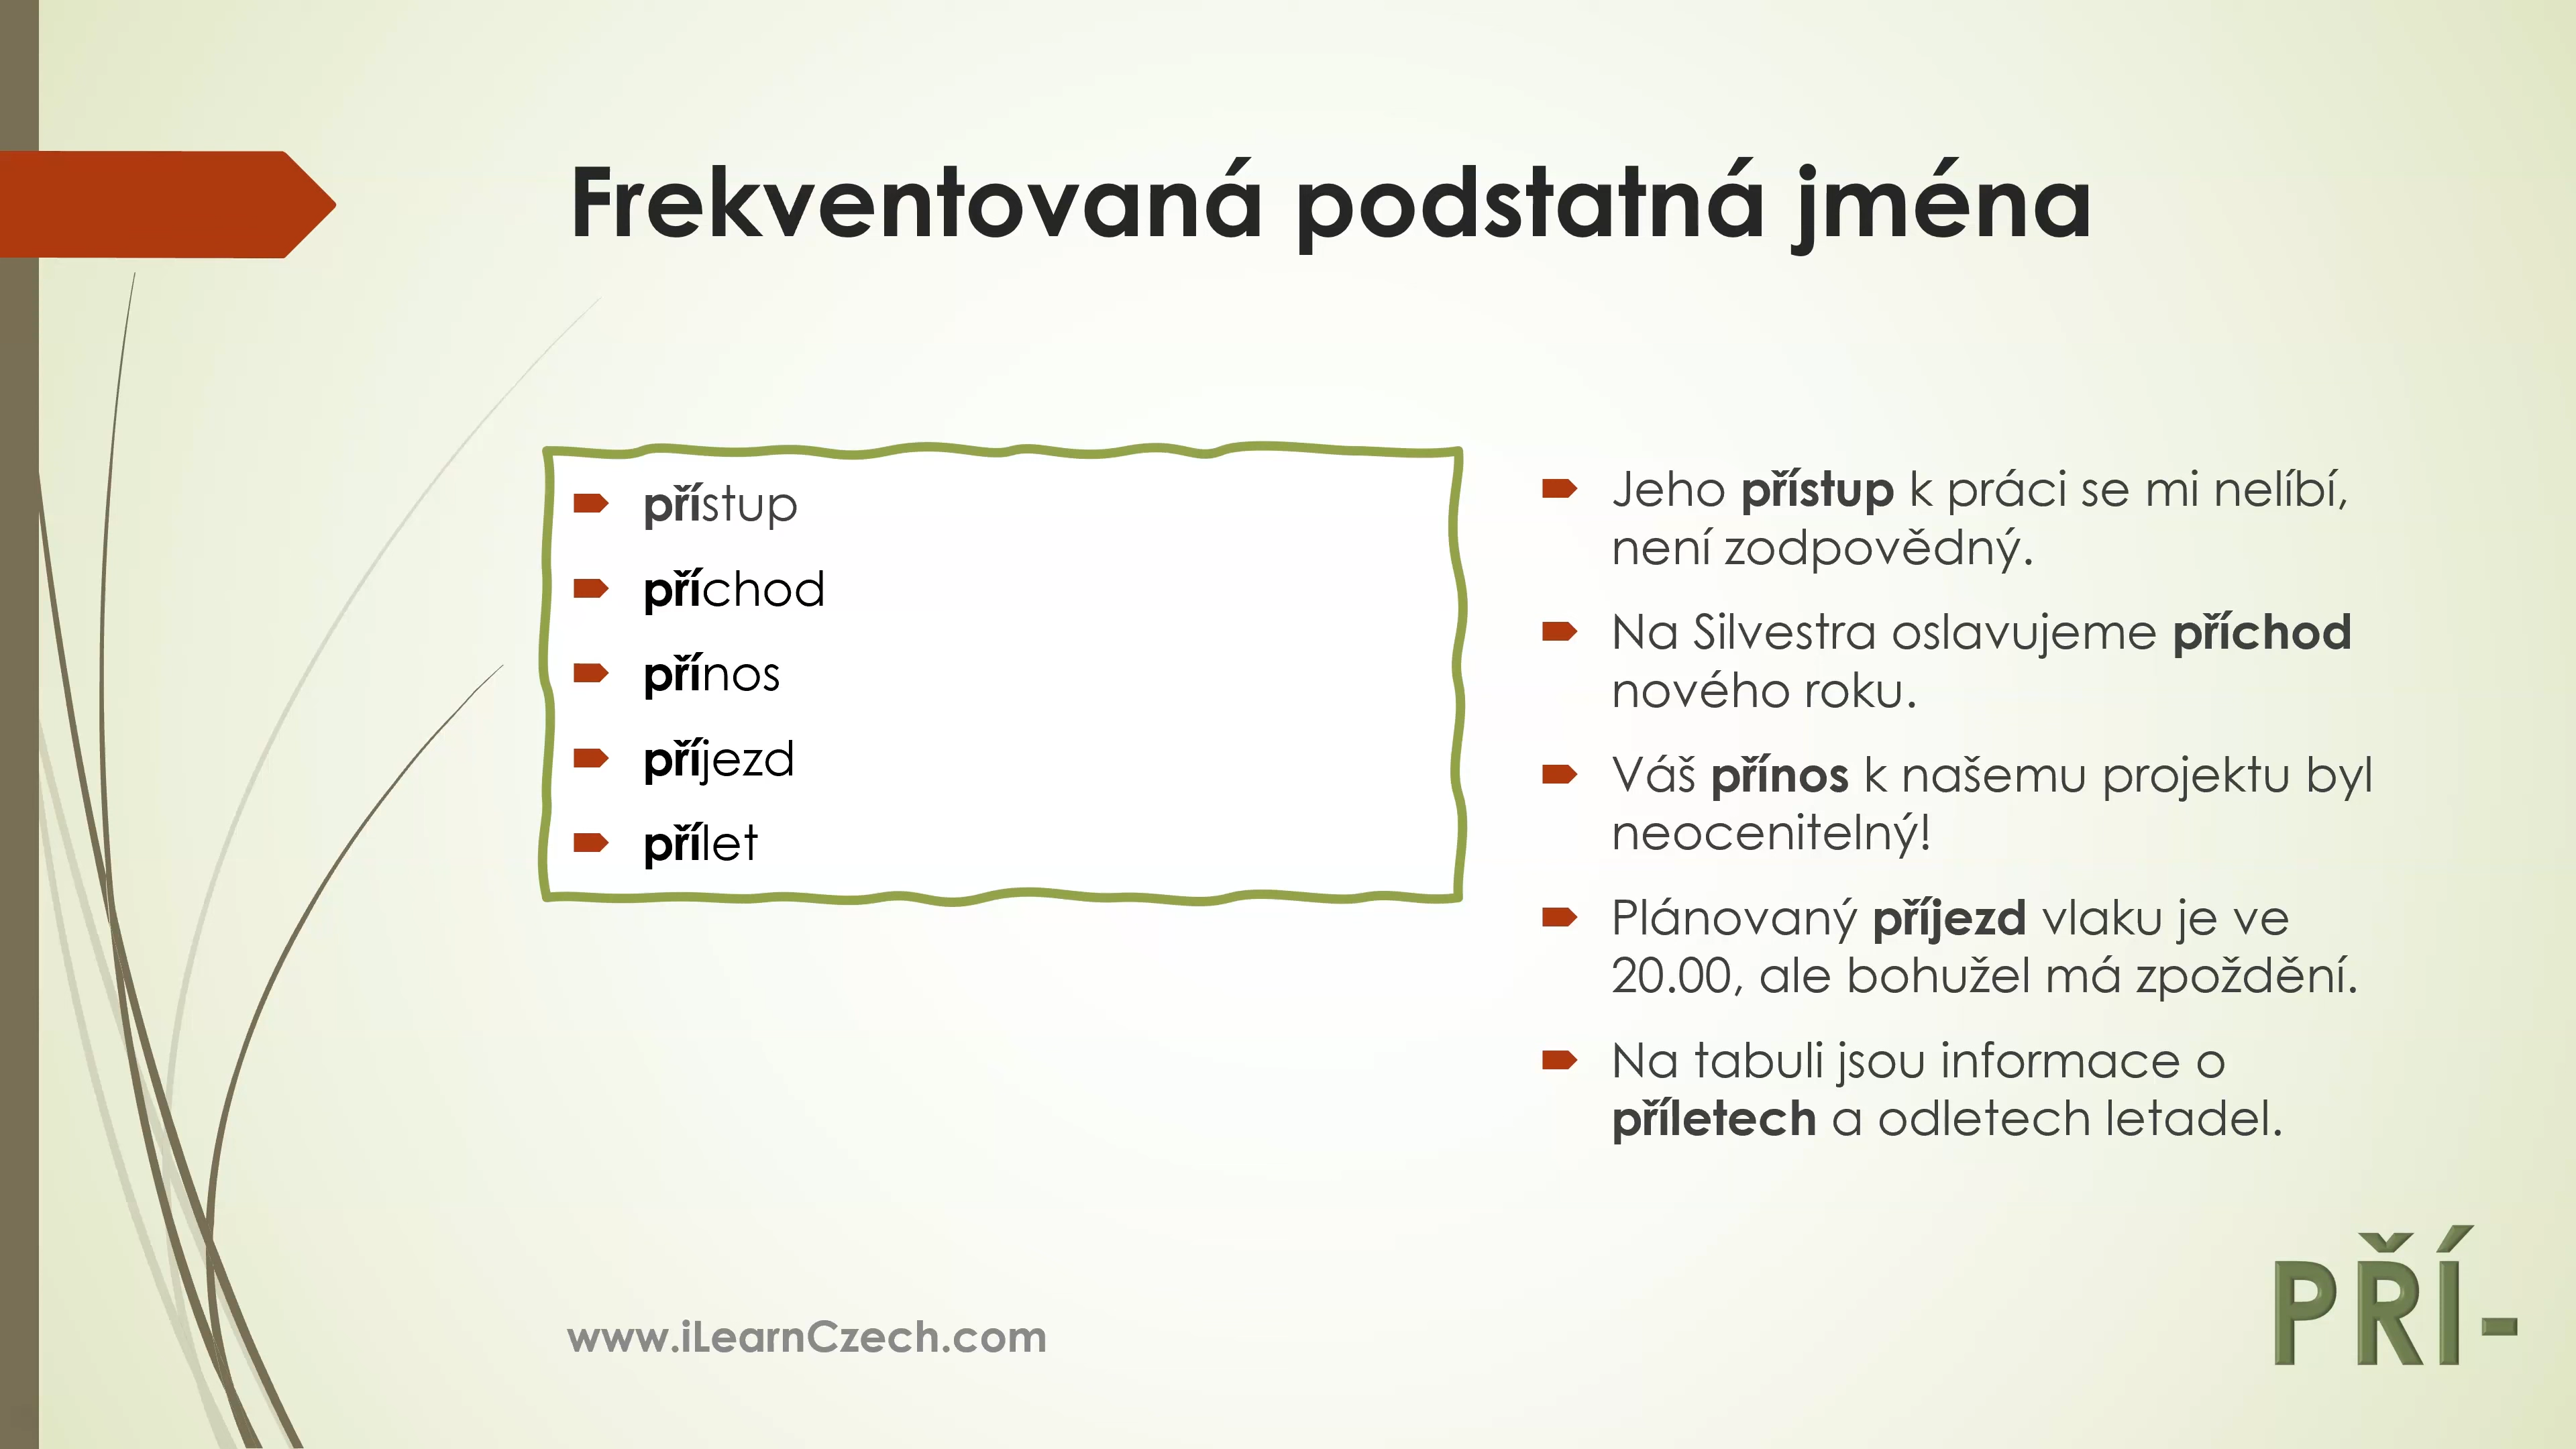 Frekventovaná podstatná jména
přístup
příchod
přínos
příjezd
přílet
Jeho přístup k práci se mi nelíbí,
není zodpovědný.
Na Silvestra oslavujeme příchod
nového roku.
Váš přínos k našemu projektu byl
neocenitelný!
Plánovaný příjezd vlaku je ve
20.00, ale bohužel má zpoždění.
Na tabuli jsou informace o
příletech a odletech letadel.
www.iLearnCzech.com
PŘÍ-